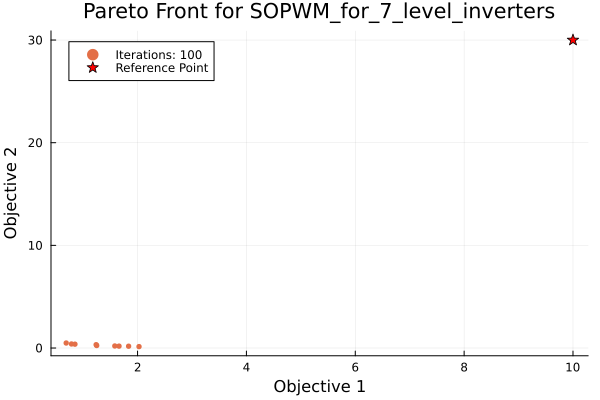 Pareto Front for SOPWM_for_7_level_inverters
Iterations: 100
Reference Point
Objective 2
30
20
10
0
2
4
6
8
10
Objective 1